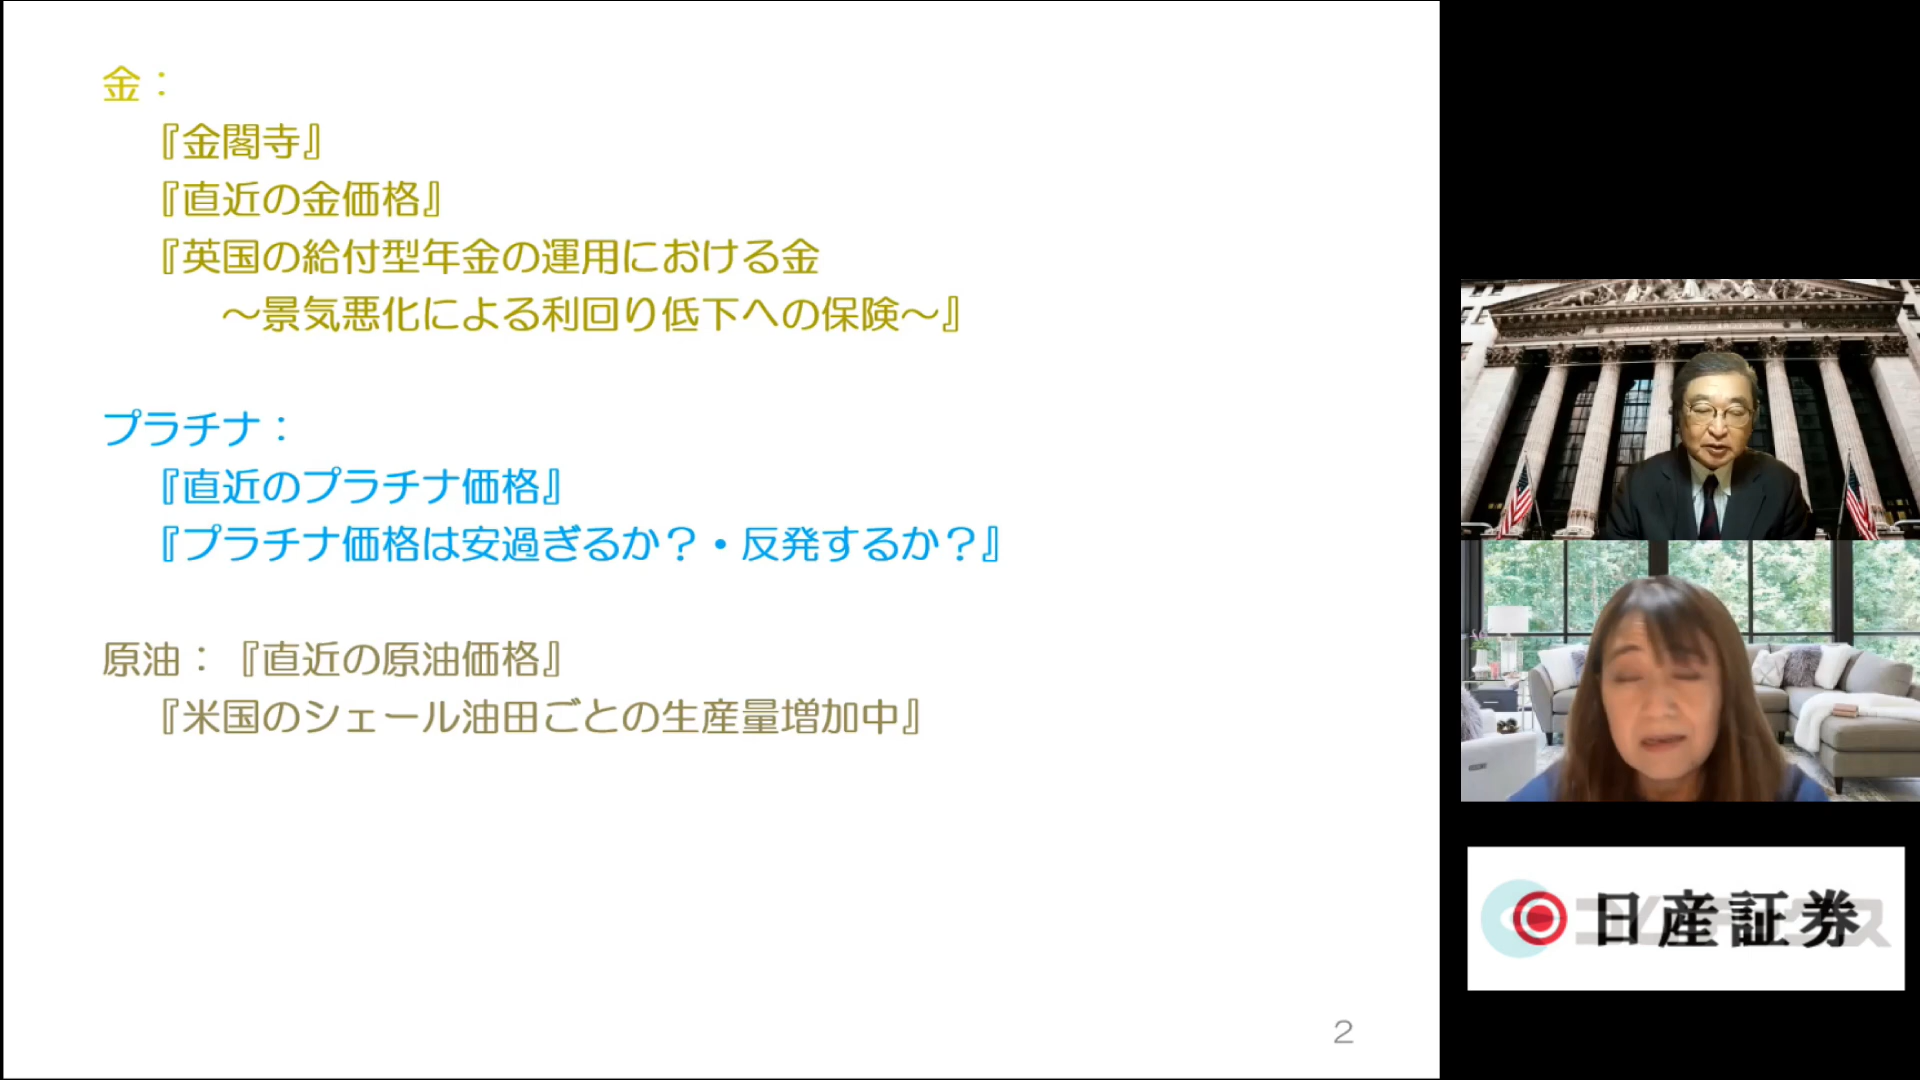 金：
『金閣寺』
『直近の金価格』
『英国の給付型年金の運用における金
～景気悪化による利回り低下への保険～』
プラチナ：
『直近のプラチナ価格』
『プラチナ価格は安過ぎるか？・反発するか？』
原油：『直近の原油価格』
『米国のシェール油田ごとの生産量増加中』
2
日産証券